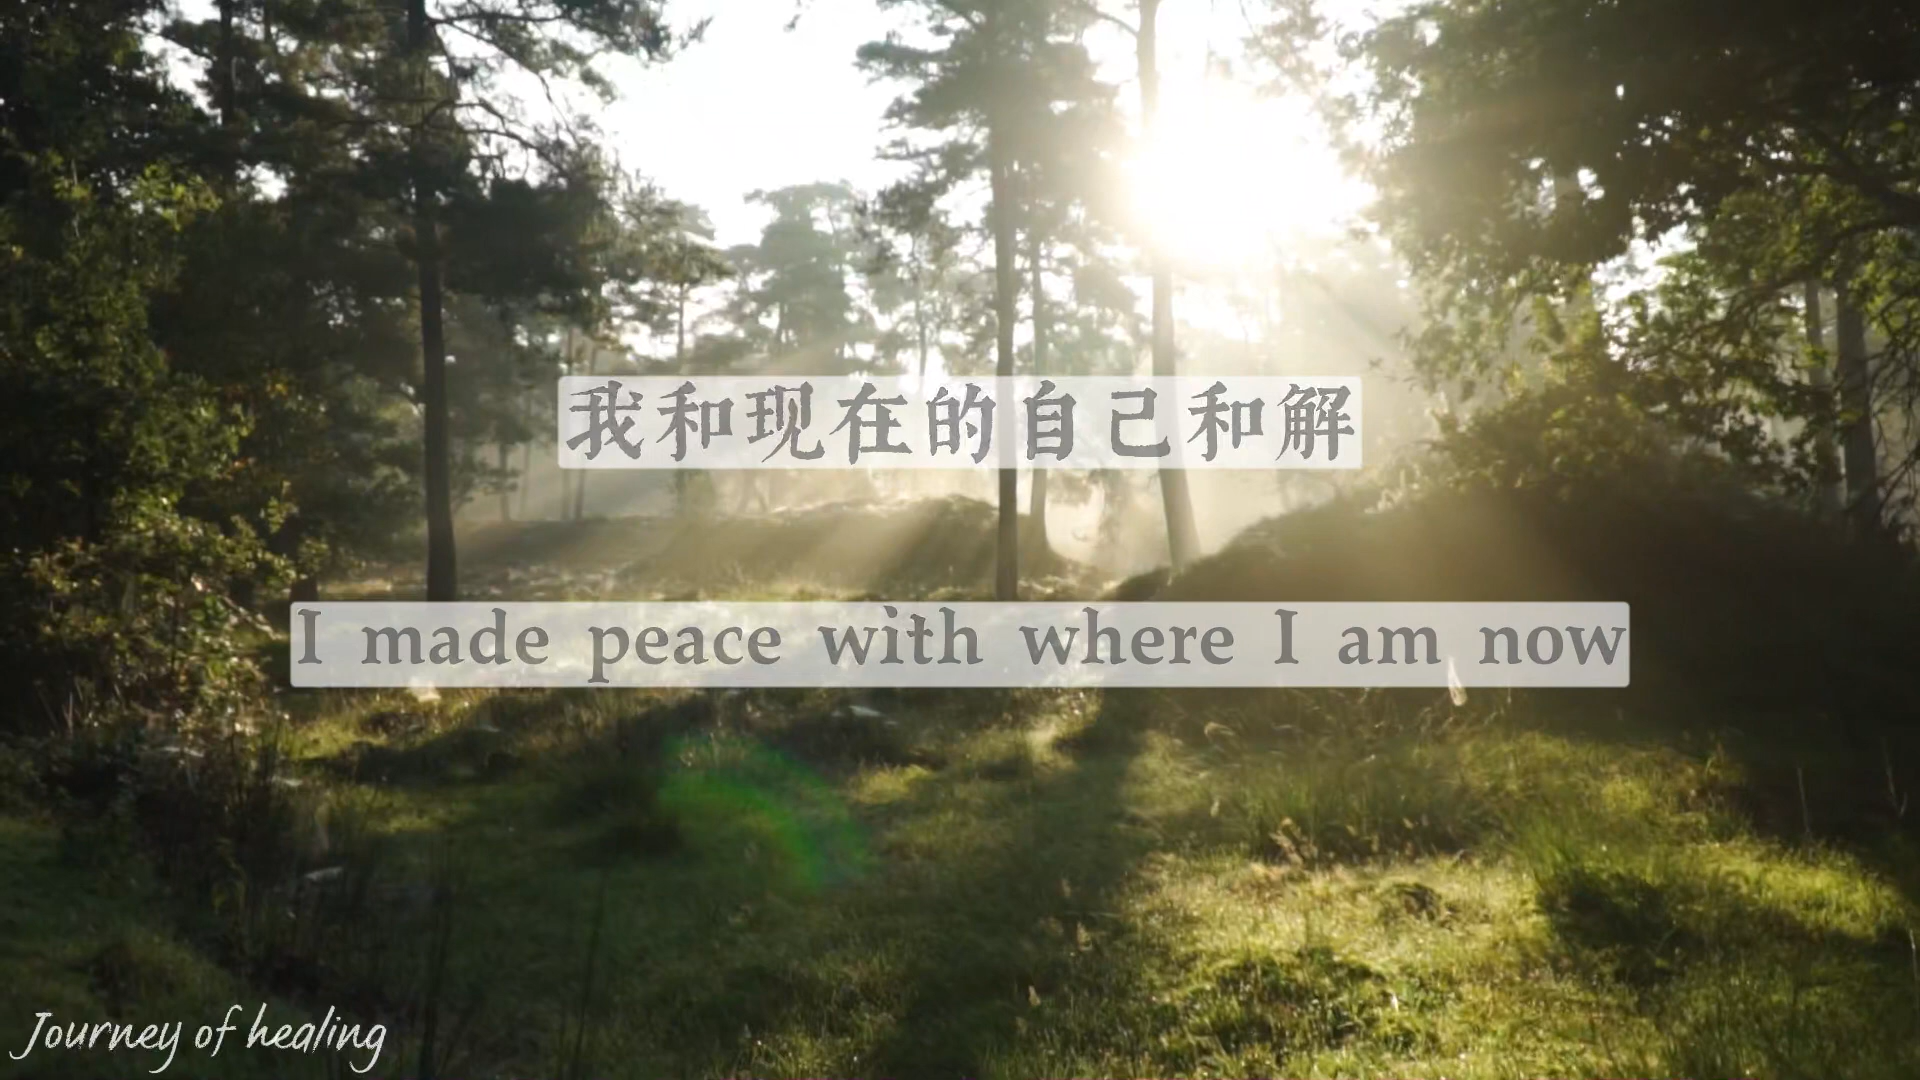 我和现在的自己和解
I made peace with where I am now
Journey of healing